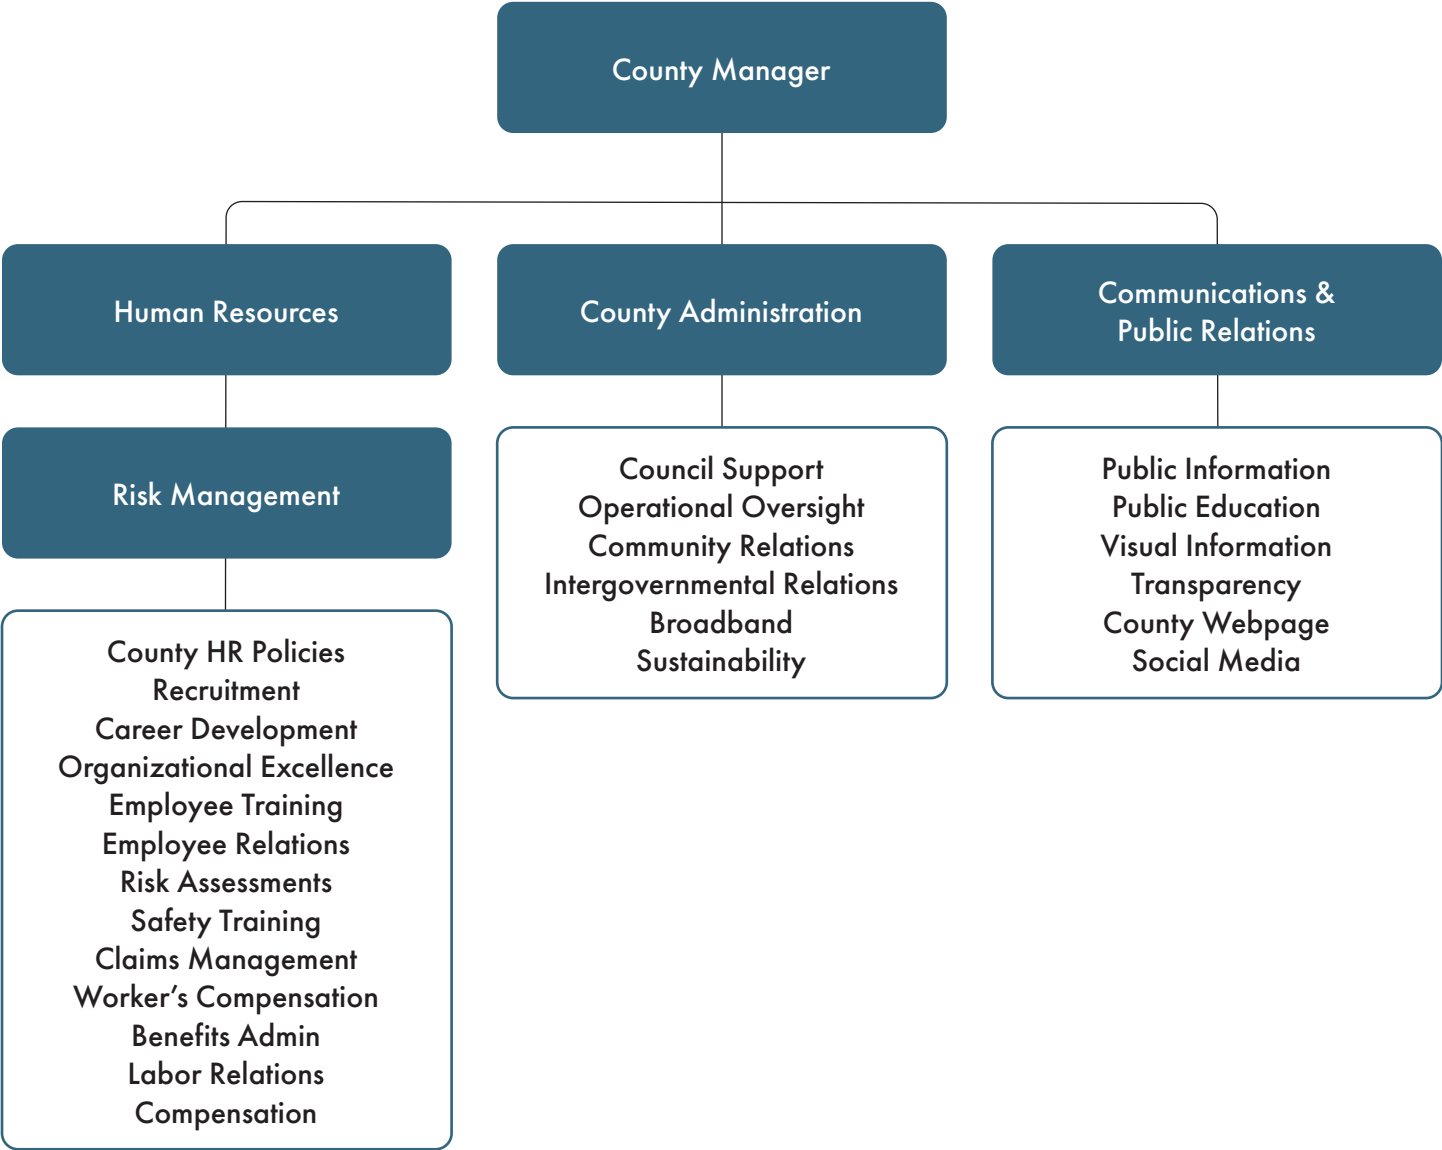 County Manager
Human Resources
County Administration
Communications &
Public Relations
Risk Management
County HR Policies
Recruitment
Career Development
Organizational Excellence
Employee Training
Employee Relations
Risk Assessments
Safety Training
Claims Management
Worker’s Compensation
Benefits Admin
Labor Relations
Compensation
Council Support
Operational Oversight
Community Relations
Intergovernmental Relations
Broadband
Sustainability
Public Information
Public Education
Visual Information
Transparency
County Webpage
Social Media